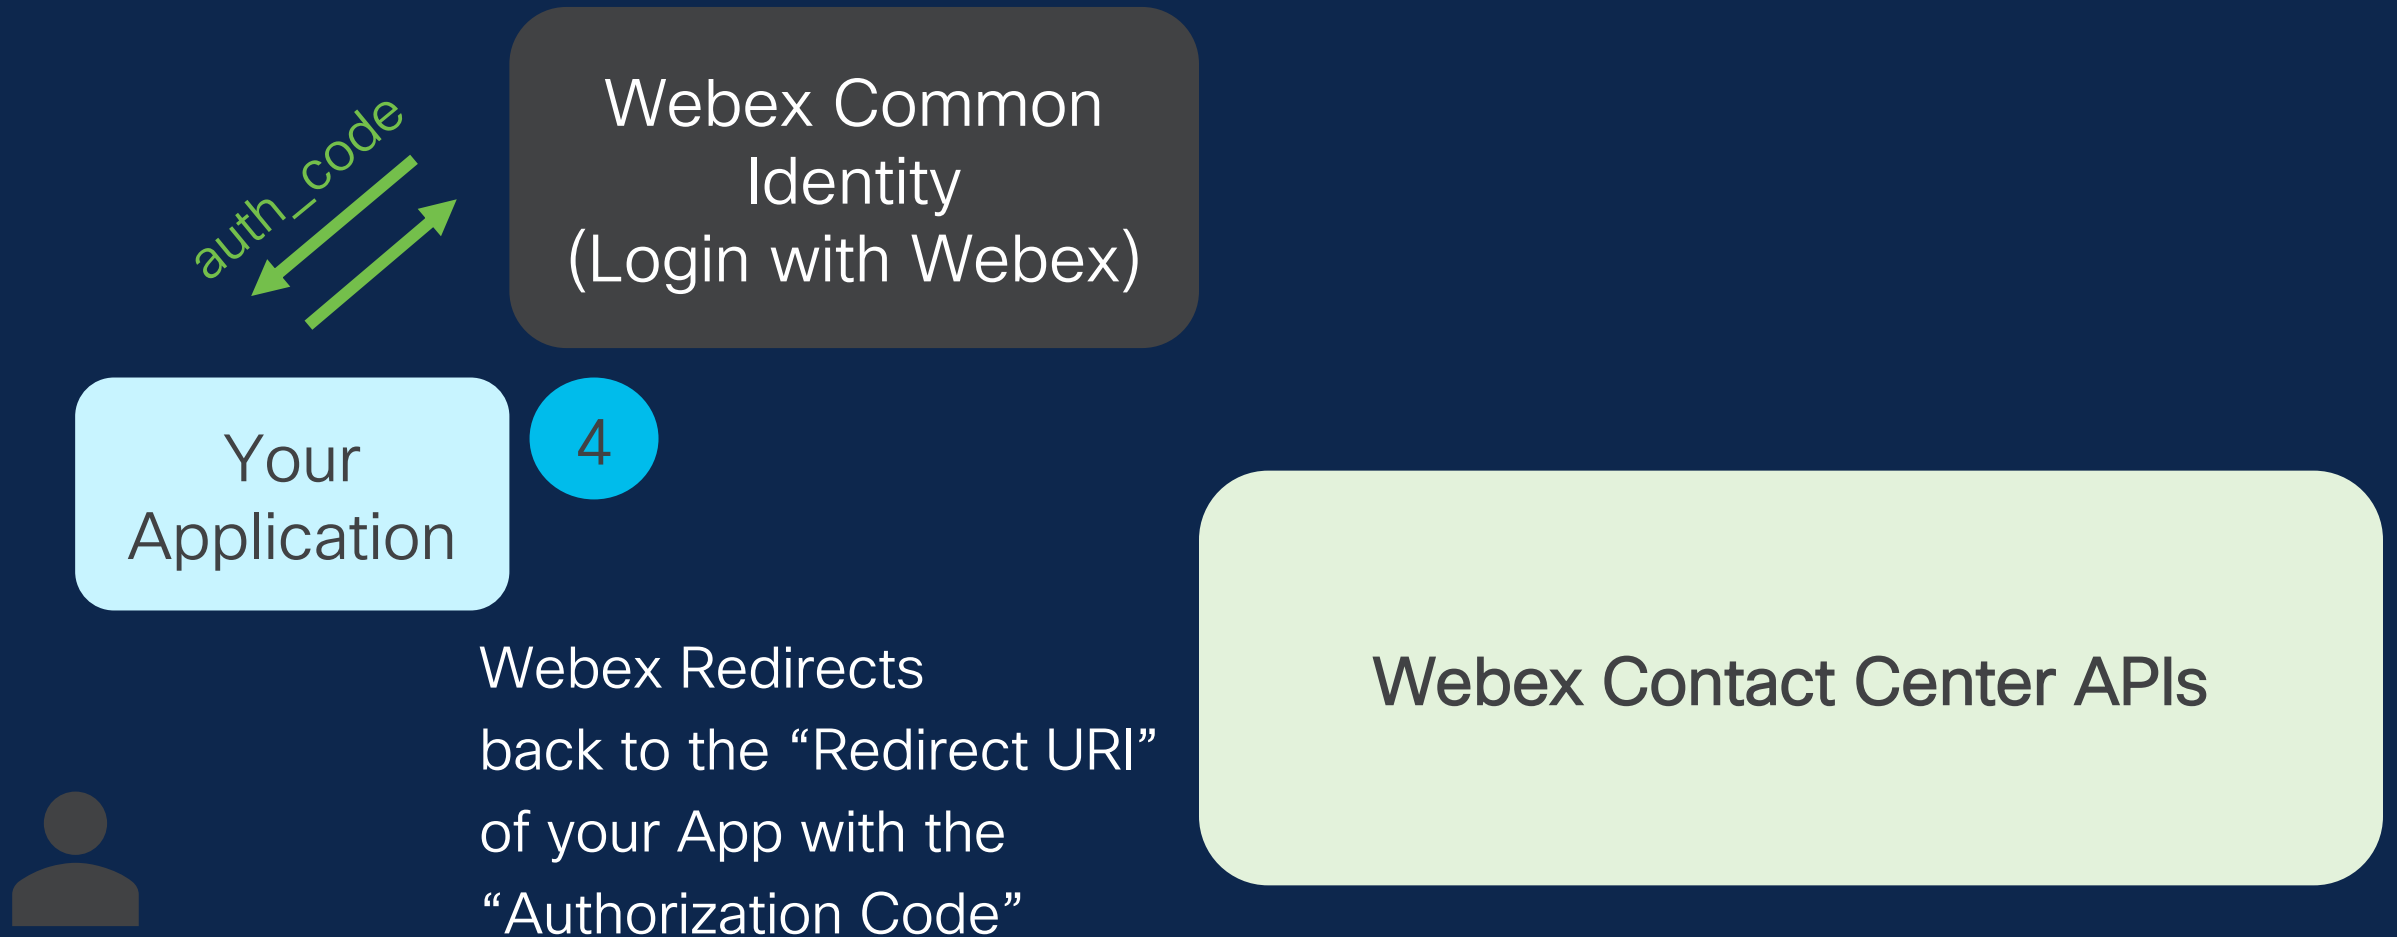 Webex Common
Identity
(Login with Webex)
auth_code
Your
Application
4
Webex Redirects
back to the “Redirect URI”
of your App with the
“Authorization Code”
Webex Contact Center APIs